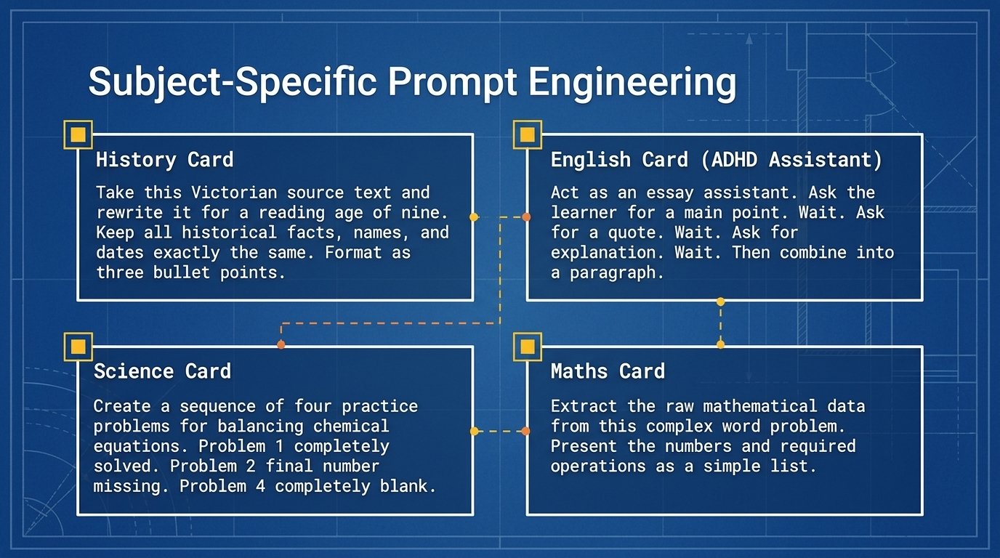 Subject-Specific Prompt Engineering
History Card
Take this Victorian source text and
rewrite it for a reading age of nine.
Keep all historical facts, names, and
dates exactly the same. Format as
three bullet points.
English Card (ADHD Assistant)
Act as an essay assistant. Ask the
learner for a main point. Wait. Ask
for a quote. Wait. Ask for
explanation. Wait. Then combine into
a paragraph.
Science Card
Create a sequence of four practice
problems for balancing chemical
equations. Problem 1 completely
solved. Problem 2 final number
missing. Problem 4 completely blank.
Maths Card
Extract the raw mathematical data
from this complex word problem.
Present the numbers and required
operations as a simple list.